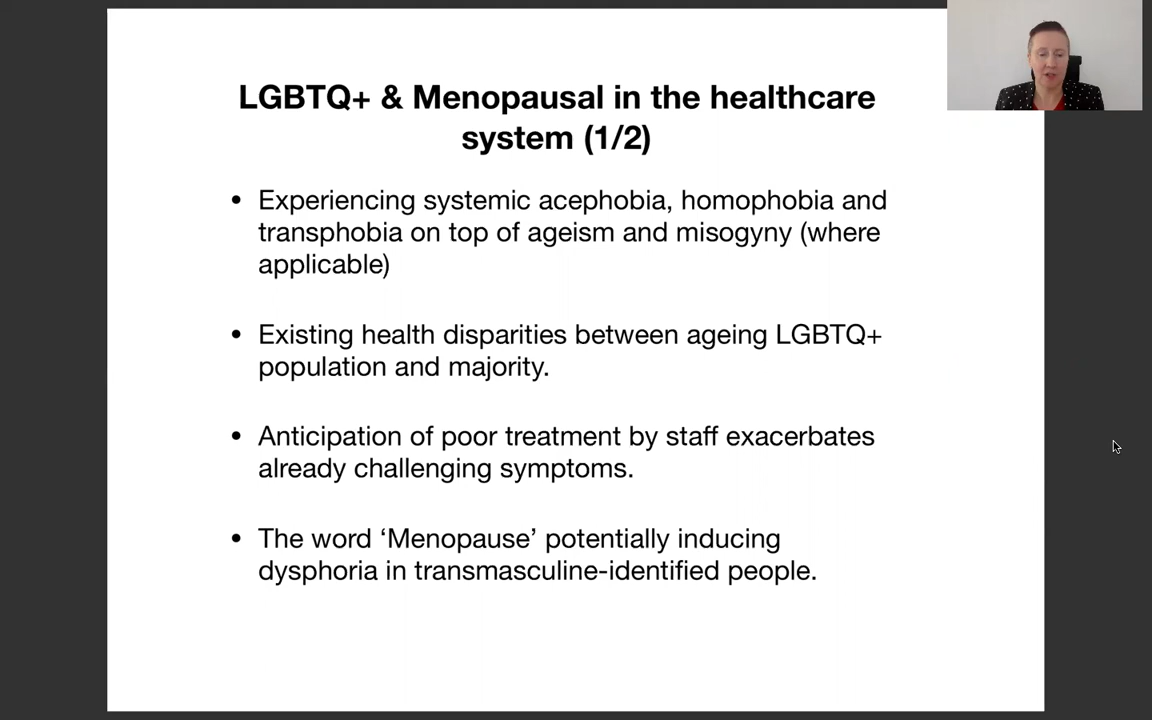 LGBTQ+ & Menopausal in the healthcare
system (1/2)
• Experiencing systemic acephobia, homophobia and
transphobia on top of ageism and misogyny (where
applicable)
• Existing health disparities between ageing LGBTQ+
population and majority.
• Anticipation of poor treatment by staff exacerbates
already challenging symptoms.
• The word ‘Menopause’ potentially inducing
dysphoria in transmasculine-identified people.